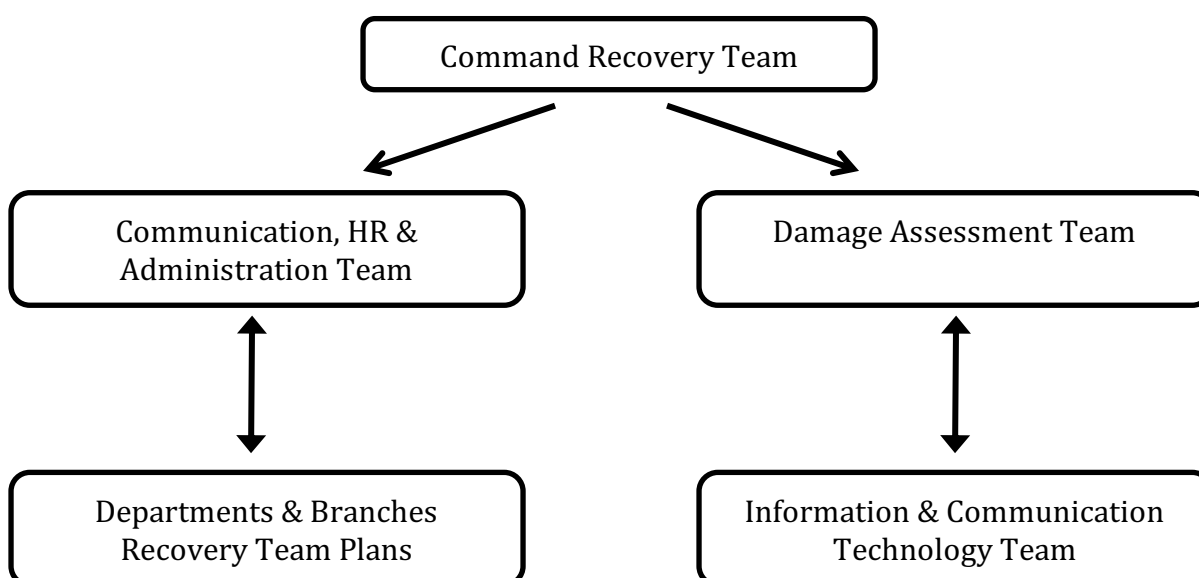 Command Recovery Team
Communication, HR &
Administration Team
Damage Assessment Team
Departments & Branches
Recovery Team Plans
Information & Communication
Technology Team